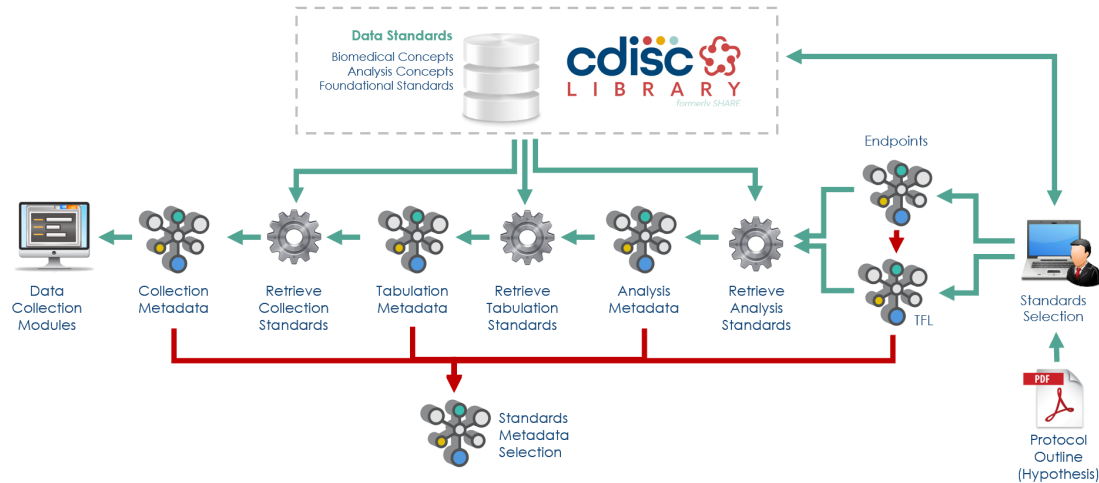 Data Standards
Biomedical Concepts
Analysis Concepts
Foundational Standards
cdisc
LIBRARY
formerly SHARE
Endpoints
TFL
Data
Collection
Modules
Collection
Metadata
Retrieve
Collection
Standards
Tabulation
Metadata
Retrieve
Tabulation
Standards
Analysis
Metadata
Retrieve
Analysis
Standards
Standards
Selection
Standards
Metadata
Selection
PDF
Protocol
Outline
(Hypothesis)